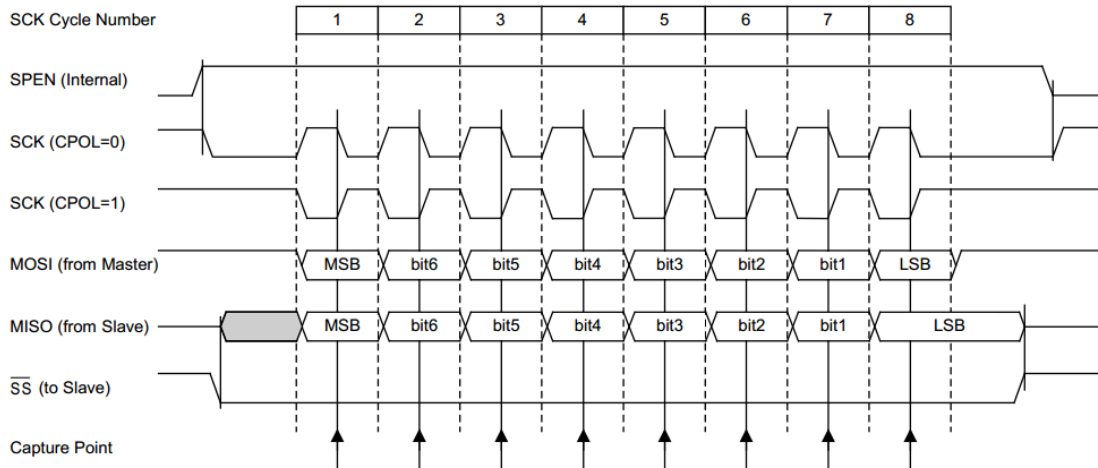 SCK Cycle Number 1 2 3 4 5 6 7 8
SPEN (Internal)
SCK (CPOL=0)
SCK (CPOL=1)
MOSI (from Master) MSB bit6 bit5 bit4 bit3 bit2 bit1 LSB
MISO (from Slave) MSB bit6 bit5 bit4 bit3 bit2 bit1 LSB
S̅S̅ (to Slave)
Capture Point